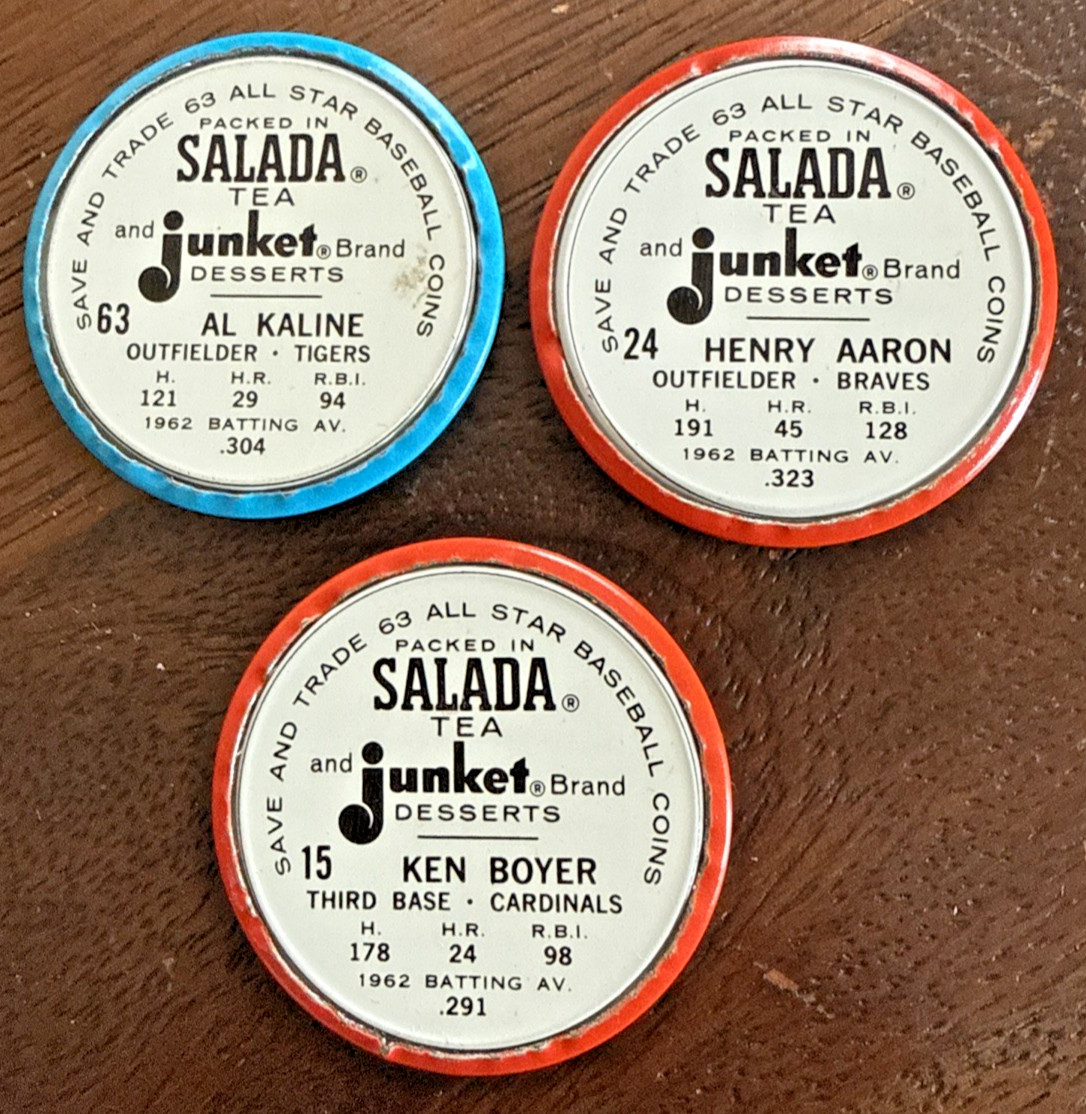 SAVE AND TRADE 63 ALL STAR BASEBALL COINS
PACKED IN
SALADA®
TEA
and junket® Brand
DESSERTS
63 AL KALINE
OUTFIELDER · TIGERS
H. H.R. R.B.I.
121 29 94
1962 BATTING AV.
.304
SAVE AND TRADE 63 ALL STAR BASEBALL COINS
PACKED IN
SALADA®
TEA
and junket® Brand
DESSERTS
24 HENRY AARON
OUTFIELDER · BRAVES
H. H.R. R.B.I.
191 45 128
1962 BATTING AV.
.323
SAVE AND TRADE 63 ALL STAR BASEBALL COINS
PACKED IN
SALADA®
TEA
and junket® Brand
DESSERTS
15 KEN BOYER
THIRD BASE · CARDINALS
H. H.R. R.B.I.
178 24 98
1962 BATTING AV.
.291